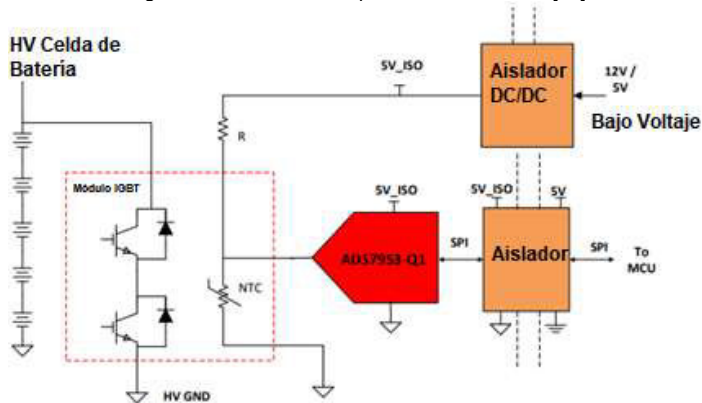 HV Celda de
Batería
5V_ISO
Aislador
DC/DC
12V /
5V
Bajo Voltaje
R
Módulo IGBT
5V_ISO
5V_ISO
5V
NTC
ADS7953-Q1
SPI
Aislador
SPI
To
MCU
HV GND